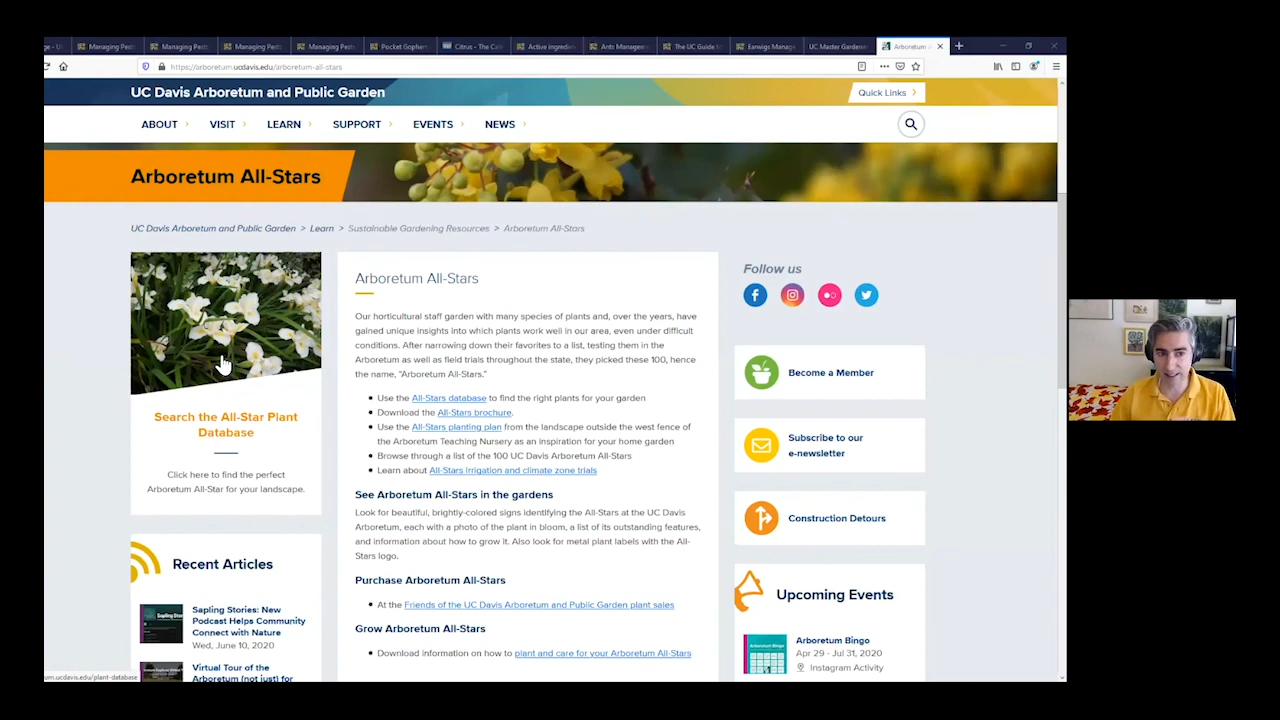 Managing Pests
Managing Pests
Managing Pests
Managing Pests
Pocket Gophers
Citrus - The Cali
Active ingredien
Ants Manageme
The UC Guide to
Earwigs Manage
UC Master Gardener
Arboretum A
https://arboretum.ucdavis.edu/arboretum-all-stars
UC Davis Arboretum and Public Garden
Quick Links
ABOUT VISIT LEARN SUPPORT EVENTS NEWS
Arboretum All-Stars
UC Davis Arboretum and Public Garden > Learn > Sustainable Gardening Resources > Arboretum All-Stars
Search the All-Star Plant
Database
Click here to find the perfect
Arboretum All-Star for your landscape.
Recent Articles
Sapling Stories: New
Podcast Helps Community
Connect with Nature
Wed, June 10, 2020
Virtual Tour of the
Arboretum (not just) for
Arboretum All-Stars
Our horticultural staff garden with many species of plants and, over the years, have
gained unique insights into which plants work well in our area, even under difficult
conditions. After narrowing down their favorites to a list, testing them in the
Arboretum as well as field trials throughout the state, they picked these 100, hence
the name, "Arboretum All-Stars."
• Use the All-Stars database to find the right plants for your garden
• Download the All-Stars brochure.
• Use the All-Stars planting plan from the landscape outside the west fence of
the Arboretum Teaching Nursery as an inspiration for your home garden
• Browse through a list of the 100 UC Davis Arboretum All-Stars
• Learn about All-Stars irrigation and climate zone trials
See Arboretum All-Stars in the gardens
Look for beautiful, brightly-colored signs identifying the All-Stars at the UC Davis
Arboretum, each with a photo of the plant in bloom, a list of its outstanding features,
and information about how to grow it. Also look for metal plant labels with the All-
Stars logo.
Purchase Arboretum All-Stars
• At the Friends of the UC Davis Arboretum and Public Garden plant sales
Grow Arboretum All-Stars
• Download information on how to plant and care for your Arboretum All-Stars
Follow us
Become a Member
Subscribe to our
e-newsletter
Construction Detours
Upcoming Events
Arboretum Bingo
Apr 29 - Jul 31, 2020
Instagram Activity
um.ucdavis.edu/plant-database